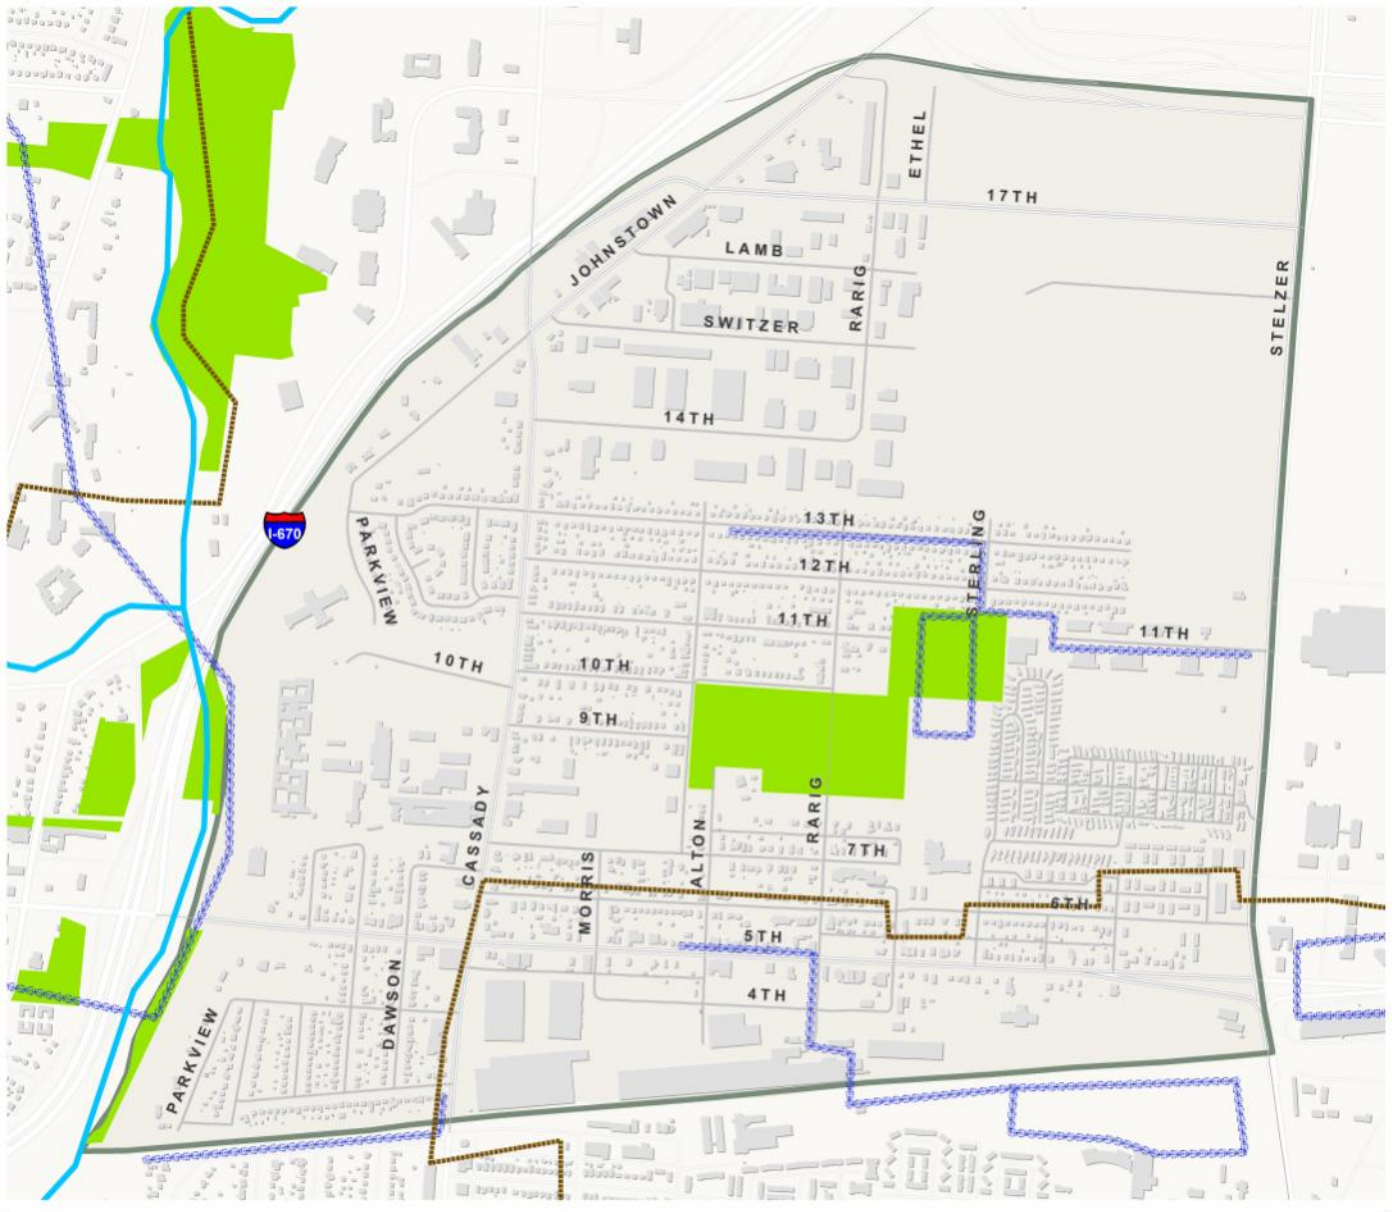 ETHEL
17TH
JOHNSTOWN
LAMB
RARIG
STELZER
SWITZER
14TH
I-670
13TH
STERLING
PARKVIEW
12TH
11TH
11TH
10TH
10TH
9TH
CASSADY
RARIG
ALTON
7TH
MORRIS
6TH
5TH
DAWSON
4TH
PARKVIEW